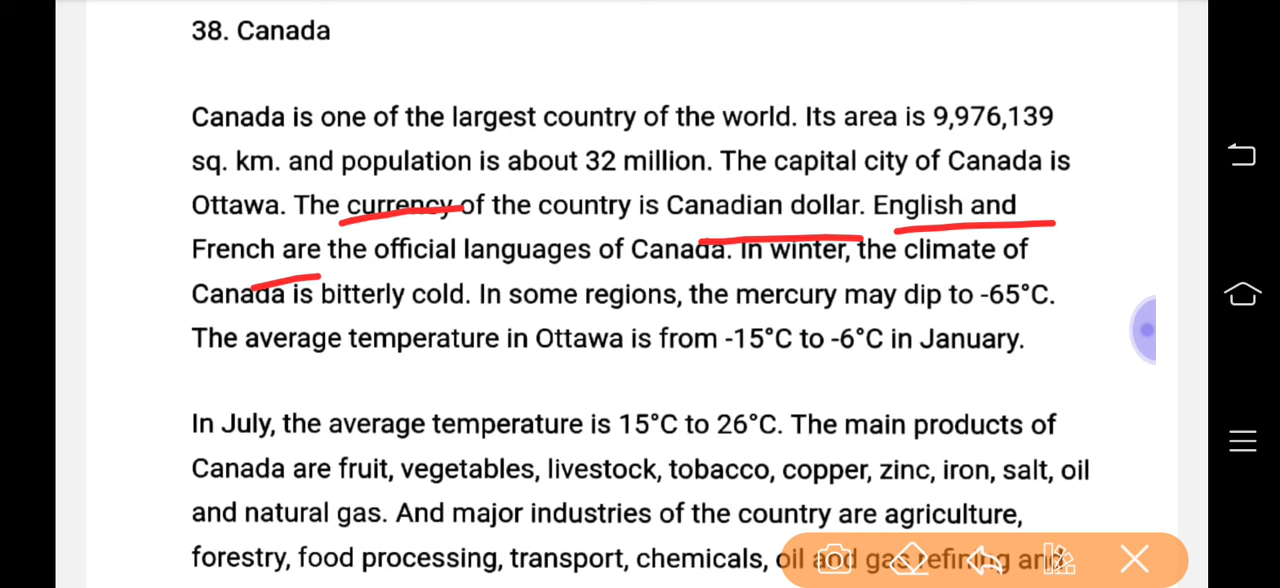 38. Canada
Canada is one of the largest country of the world. Its area is 9,976,139
sq. km. and population is about 32 million. The capital city of Canada is
Ottawa. The currency of the country is Canadian dollar. English and
French are the official languages of Canada. In winter, the climate of
Canada is bitterly cold. In some regions, the mercury may dip to -65°C.
The average temperature in Ottawa is from -15°C to -6°C in January.
In July, the average temperature is 15°C to 26°C. The main products of
Canada are fruit, vegetables, livestock, tobacco, copper, zinc, iron, salt, oil
and natural gas. And major industries of the country are agriculture,
forestry, food processing, transport, chemicals, oil and gas refining and